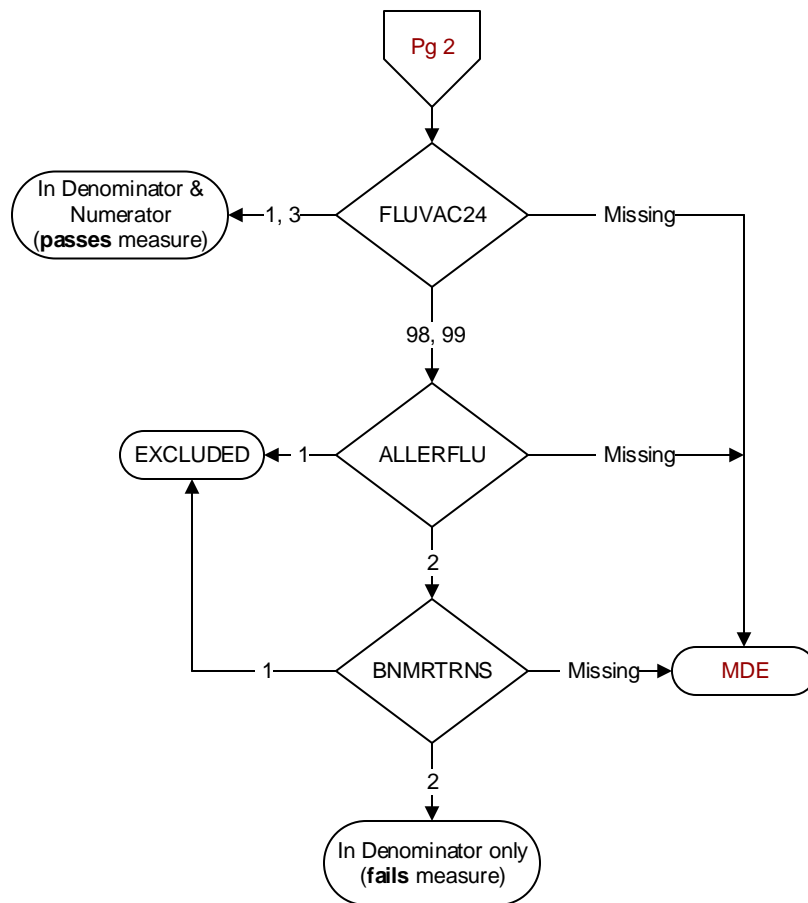 Pg 2
In Denominator &
Numerator
(passes measure)
1, 3
FLUVAC24
Missing
98, 99
EXCLUDED
1
ALLERFLU
Missing
2
1
BNMRTRNS
Missing
MDE
2
In Denominator only
(fails measure)